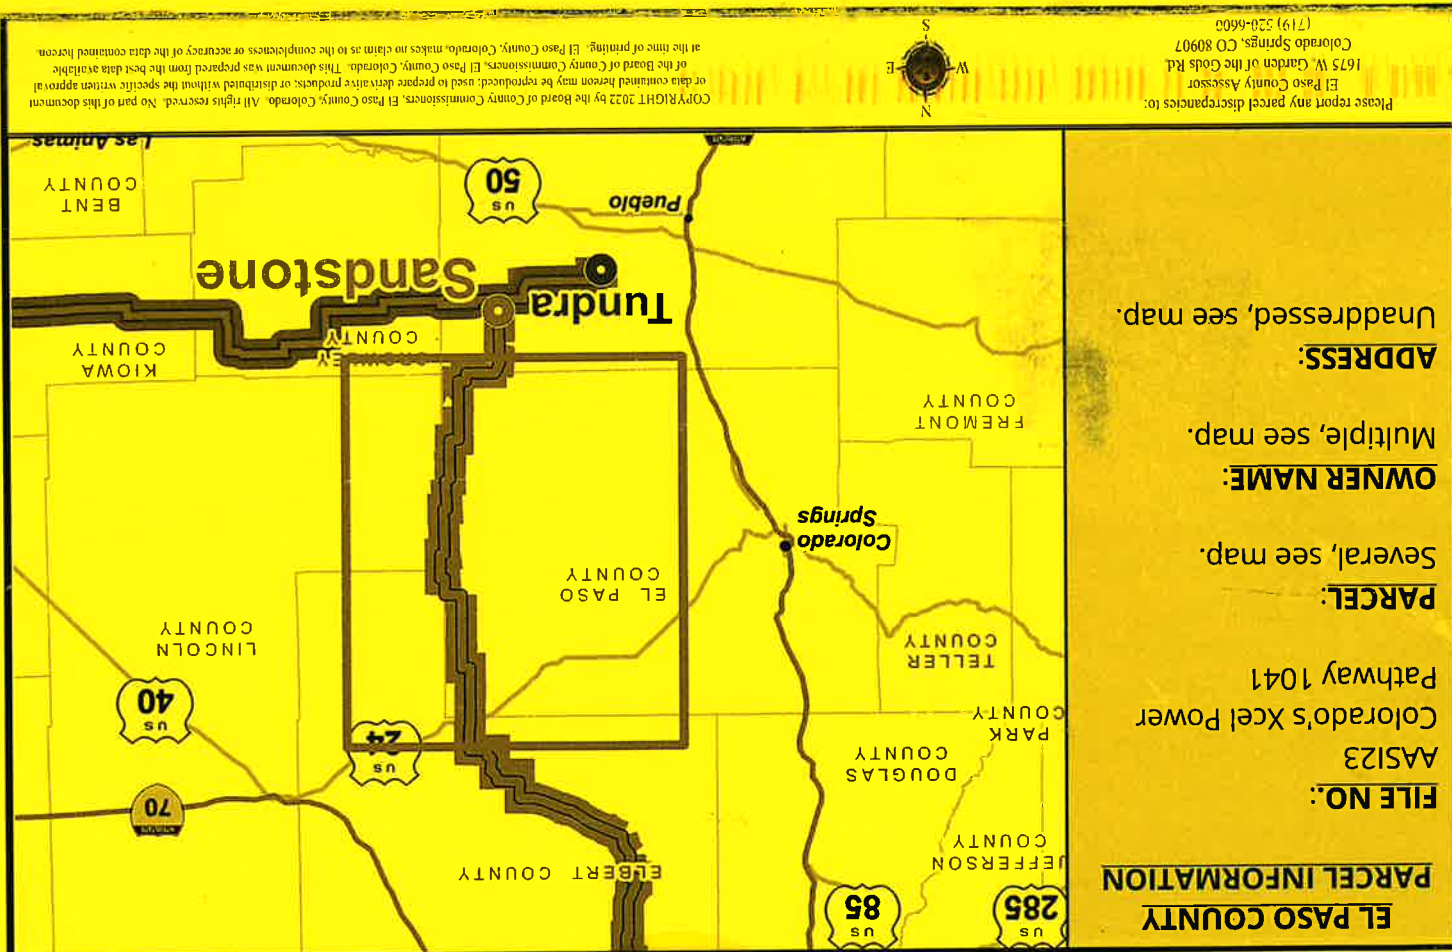 EL PASO COUNTY
PARCEL INFORMATION
FILE NO.:
AASI23
Colorado's Xcel Power
Pathway 1041
PARCEL:
Several, see map.
OWNER NAME:
Multiple, see map.
ADDRESS:
Unaddressed, see map.
US
285
US
85
JEFFERSON
COUNTY
ELBERT COUNTY
70
DOUGLAS
COUNTY
PARK
COUNTY
US
24
US
40
TELLER
COUNTY
LINCOLN
COUNTY
EL PASO
COUNTY
Colorado
Springs
FREMONT
COUNTY
CROWLEY
COUNTY
KIOWA
COUNTY
Tundra
Sandstone
Pueblo
US
50
BENT
COUNTY
Las Animas
Please report any parcel discrepancies to:
El Paso County Assessor
1675 W. Garden of the Gods Rd.
Colorado Springs, CO 80907
(719) 520-6600
N
W
E
S
COPYRIGHT 2022 by the Board of County Commissioners, El Paso County, Colorado. All rights reserved. No part of this document
or data contained hereon may be reproduced; used to prepare derivative products; or distributed without the specific written approval
of the Board of County Commissioners, El Paso County, Colorado. This document was prepared from the best data available
at the time of printing. El Paso County, Colorado, makes no claim as to the completeness or accuracy of the data contained hereon.